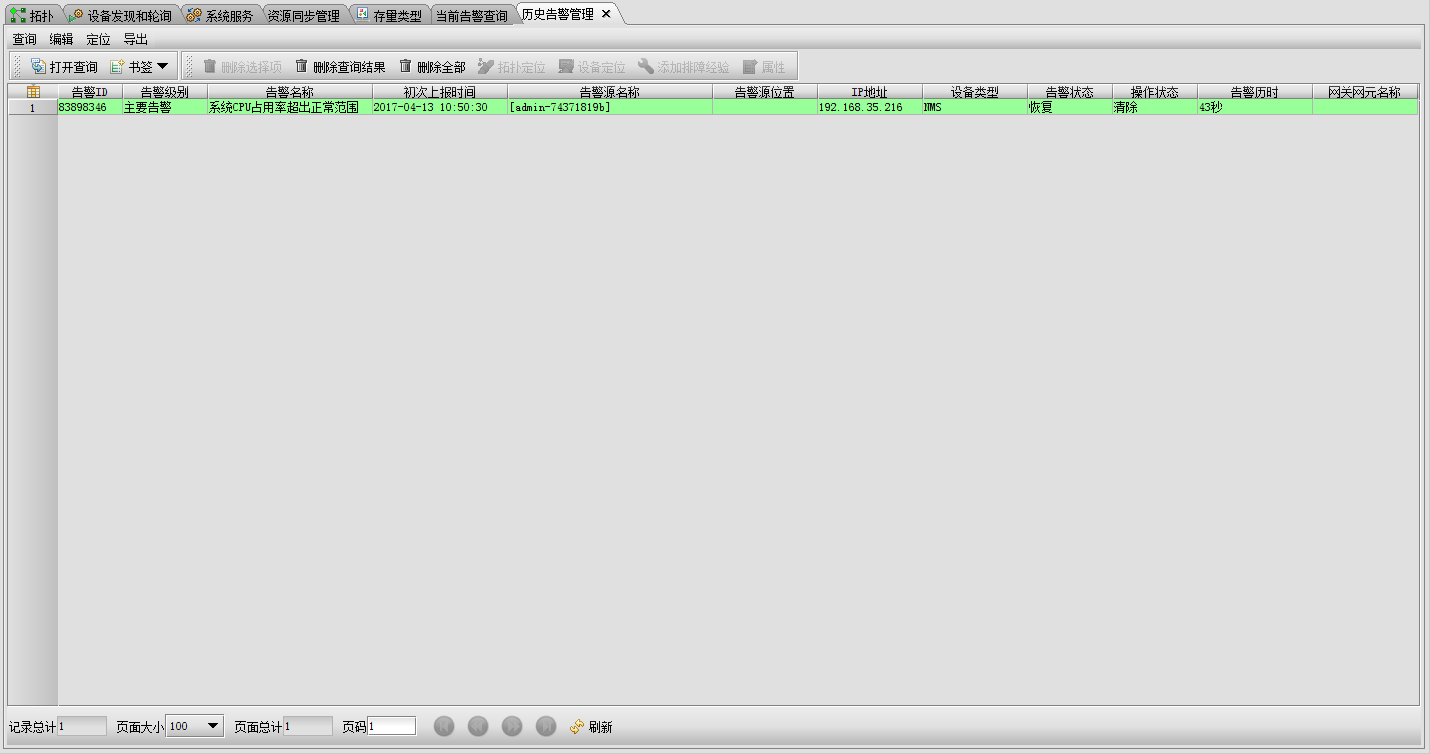 拓扑 设备发现和轮询 系统服务 资源同步管理 存量类型 当前告警查询 历史告警管理
查询 编辑 定位 导出
打开查询 书签 删除选择项 删除查询结果 删除全部 拓扑定位 设备定位 添加排障经验 属性
告警ID 告警级别 告警名称 初次上报时间 告警源名称 告警源位置 IP地址 设备类型 告警状态 操作状态 告警历时 网关网元名称
1 83898346 主要告警 系统CPU占用率超出正常范围 2017-04-13 10:50:30 [admin-74371819b] 192.168.35.216 NMS 恢复 清除 43秒
记录总计 1 页面大小 100 页面总计 1 页码 1 刷新